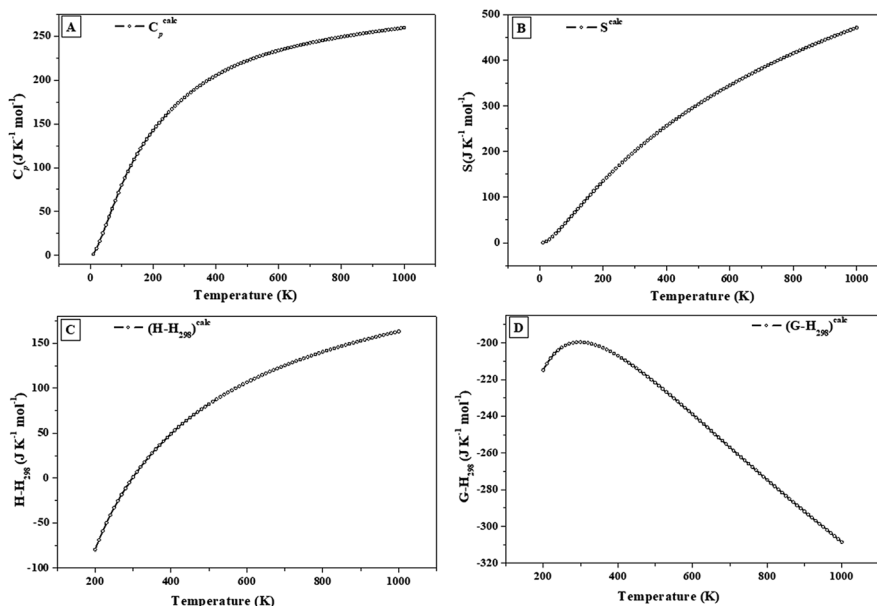 A
C_p^calc
C_p(J K^-1 mol^-1)
250
200
150
100
50
0
0 200 400 600 800 1000
Temperature (K)
B
S^calc
S(J K^-1 mol^-1)
500
400
300
200
100
0
0 200 400 600 800 1000
Temperature (K)
C
(H-H_298)^calc
H-H_298 (J K^-1 mol^-1)
150
100
50
0
-50
-100
200 400 600 800 1000
Temperature (K)
D
(G-H_298)^calc
G-H_298 (J K^-1 mol^-1)
-200
-220
-240
-260
-280
-300
-320
200 400 600 800 1000
Temperature (K)